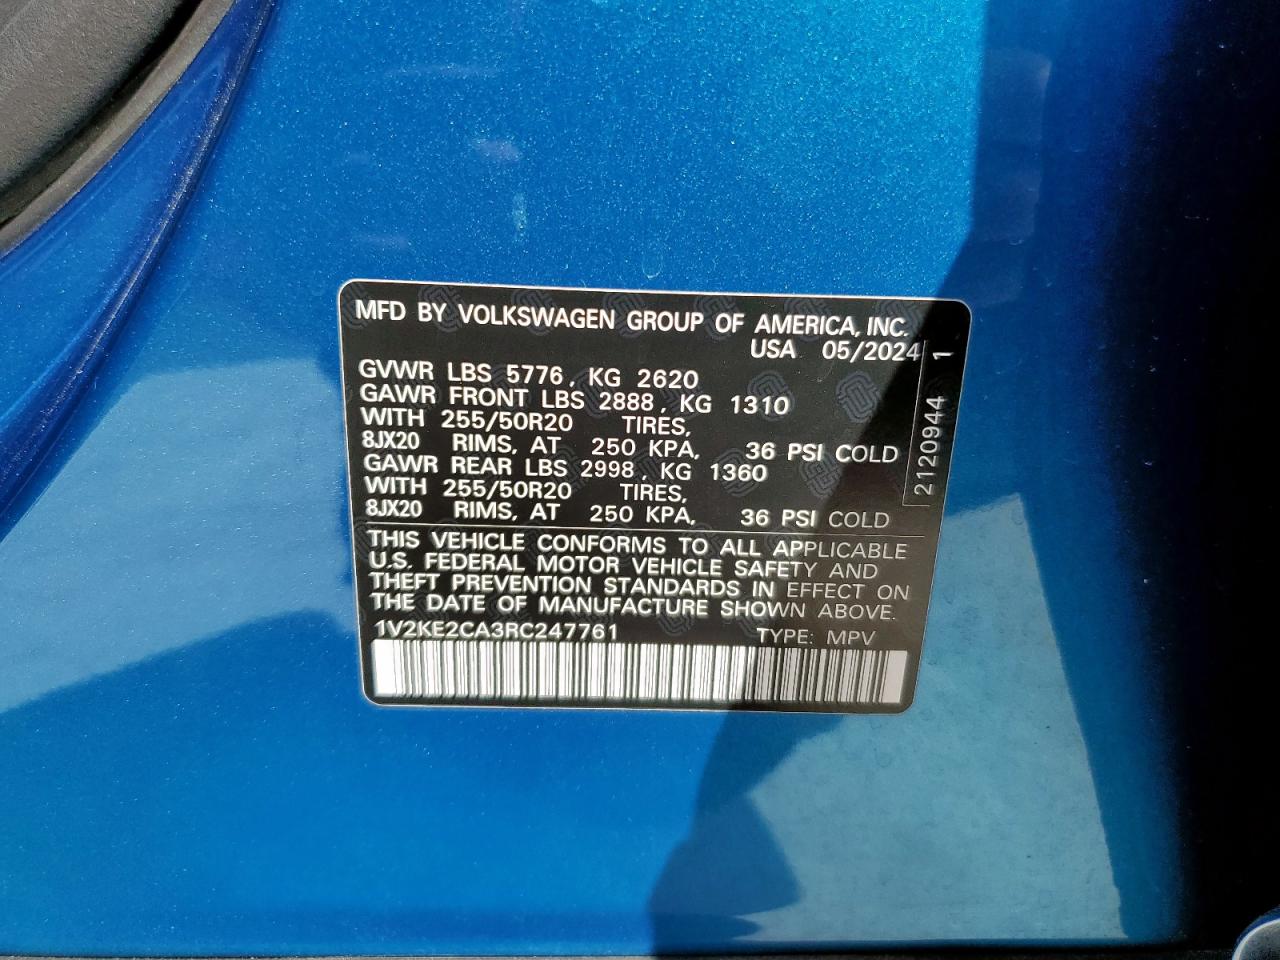 MFD BY VOLKSWAGEN GROUP OF AMERICA, INC.
USA 05/2024
GVWR LBS 5776, KG 2620
GAWR FRONT LBS 2888, KG 1310
WITH 255/50R20 TIRES,
8JX20 RIMS, AT 250 KPA, 36 PSI COLD
GAWR REAR LBS 2998, KG 1360
WITH 255/50R20 TIRES,
8JX20 RIMS, AT 250 KPA, 36 PSI COLD
THIS VEHICLE CONFORMS TO ALL APPLICABLE
U.S. FEDERAL MOTOR VEHICLE SAFETY AND
THEFT PREVENTION STANDARDS IN EFFECT ON
THE DATE OF MANUFACTURE SHOWN ABOVE.
1V2KE2CA3RC247761 TYPE: MPV
2120944 1